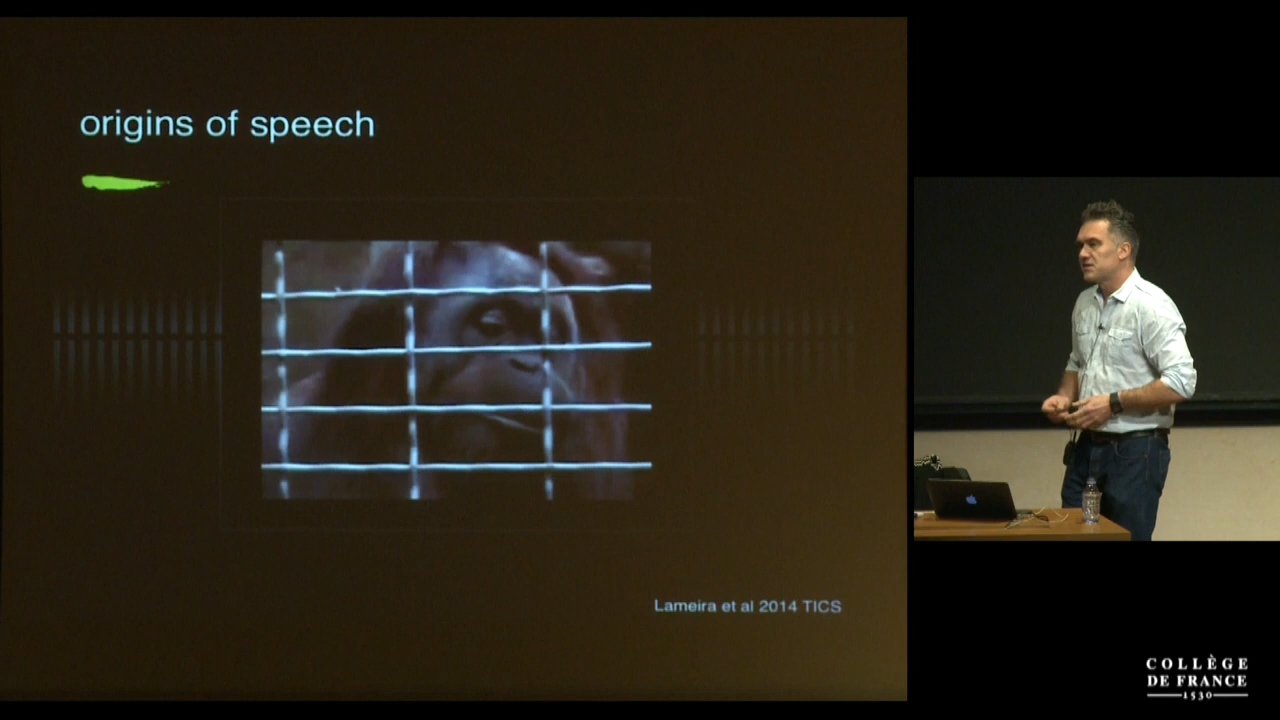 origins of speech
Lameira et al 2014 TICS
COLLÈGE
DE FRANCE
1530